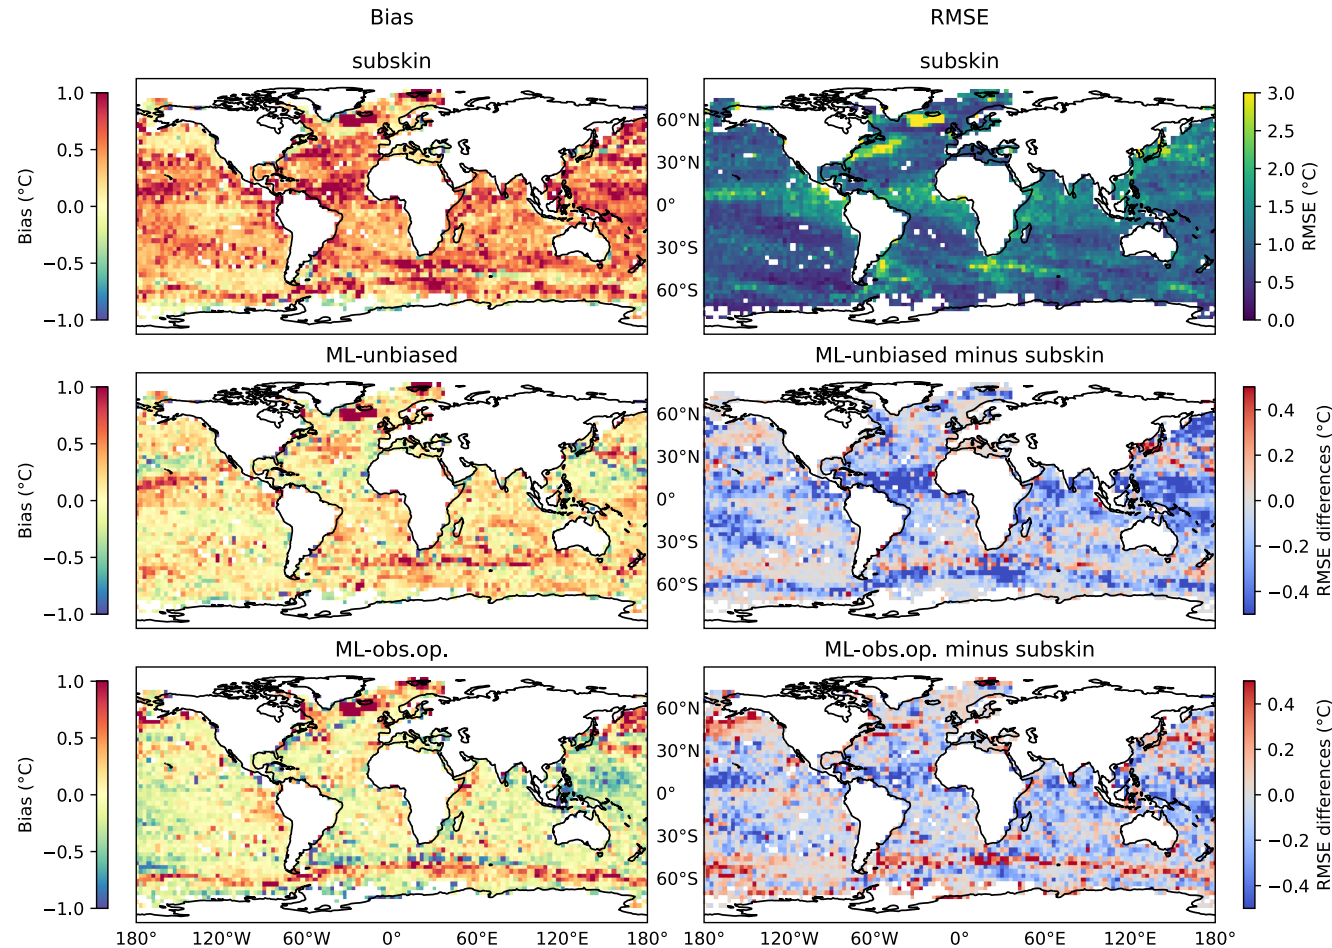 Bias
RMSE
subskin
subskin
1.0
0.5
0.0
−0.5
−1.0
Bias (°C)
60°N
30°N
0°
30°S
60°S
3.0
2.5
2.0
1.5
1.0
0.5
0.0
RMSE (°C)
ML-unbiased
ML-unbiased minus subskin
1.0
0.5
0.0
−0.5
−1.0
Bias (°C)
60°N
30°N
0°
30°S
60°S
0.4
0.2
0.0
−0.2
−0.4
RMSE differences (°C)
ML-obs.op.
ML-obs.op. minus subskin
1.0
0.5
0.0
−0.5
−1.0
Bias (°C)
60°N
30°N
0°
30°S
60°S
0.4
0.2
0.0
−0.2
−0.4
RMSE differences (°C)
180° 120°W 60°W 0° 60°E 120°E 180°
180° 120°W 60°W 0° 60°E 120°E 180°